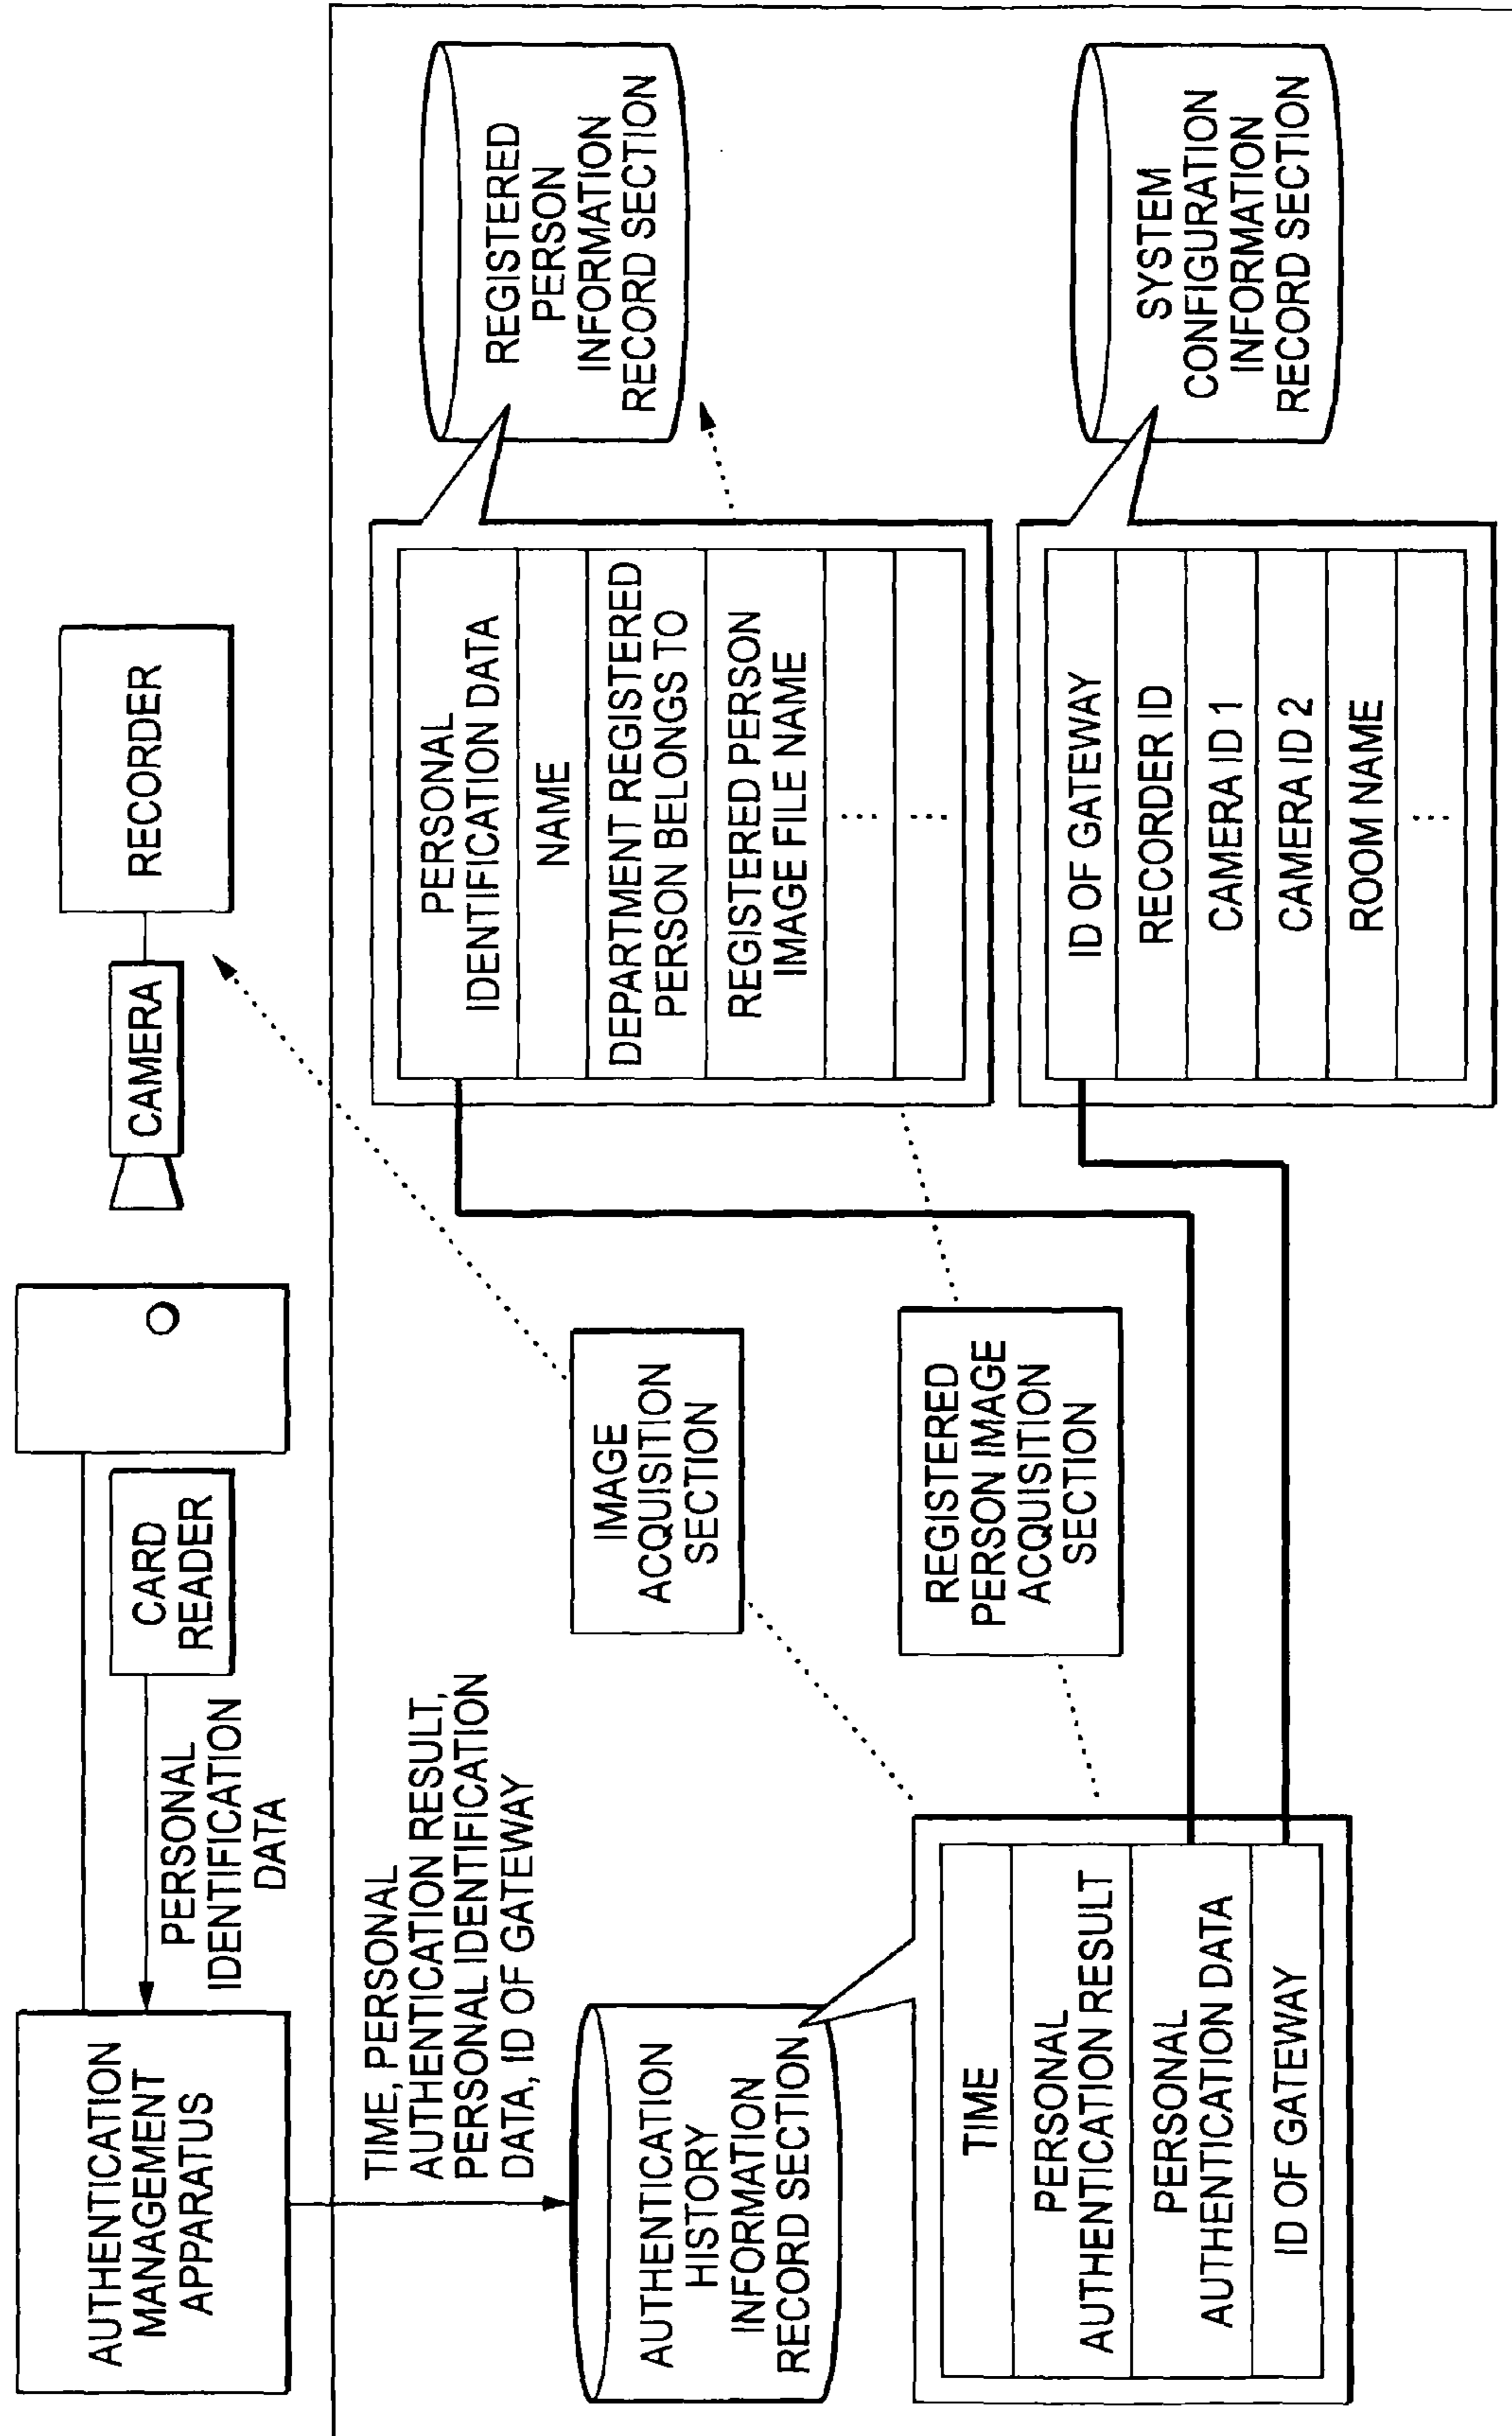 AUTHENTICATION
MANAGEMENT
APPARATUS
PERSONAL
IDENTIFICATION
DATA
CARD
READER
CAMERA
RECORDER
TIME, PERSONAL
AUTHENTICATION RESULT,
PERSONAL IDENTIFICATION
DATA, ID OF GATEWAY
AUTHENTICATION
HISTORY
INFORMATION
RECORD SECTION
TIME
PERSONAL
AUTHENTICATION RESULT
PERSONAL
AUTHENTICATION DATA
ID OF GATEWAY
IMAGE
ACQUISITION
SECTION
REGISTERED
PERSON IMAGE
ACQUISITION
SECTION
PERSONAL
IDENTIFICATION DATA
NAME
DEPARTMENT REGISTERED
PERSON BELONGS TO
REGISTERED PERSON
IMAGE FILE NAME
...
...
REGISTERED
PERSON
INFORMATION
RECORD SECTION
ID OF GATEWAY
RECORDER ID
CAMERA ID 1
CAMERA ID 2
ROOM NAME
...
SYSTEM
CONFIGURATION
INFORMATION
RECORD SECTION